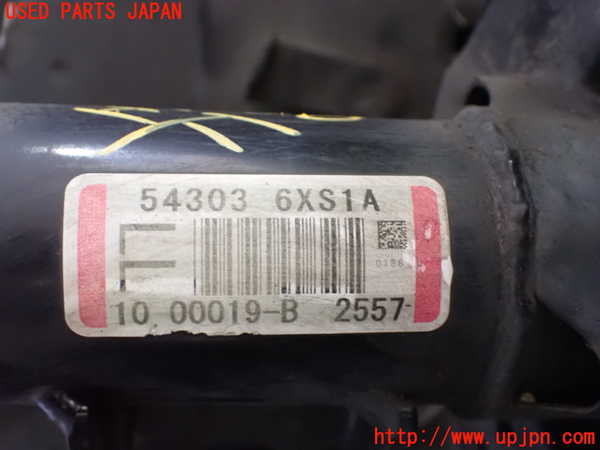 USED PARTS JAPAN
54303 6XS1A
10 00019-B 2557-
http://www.upjpn.com/